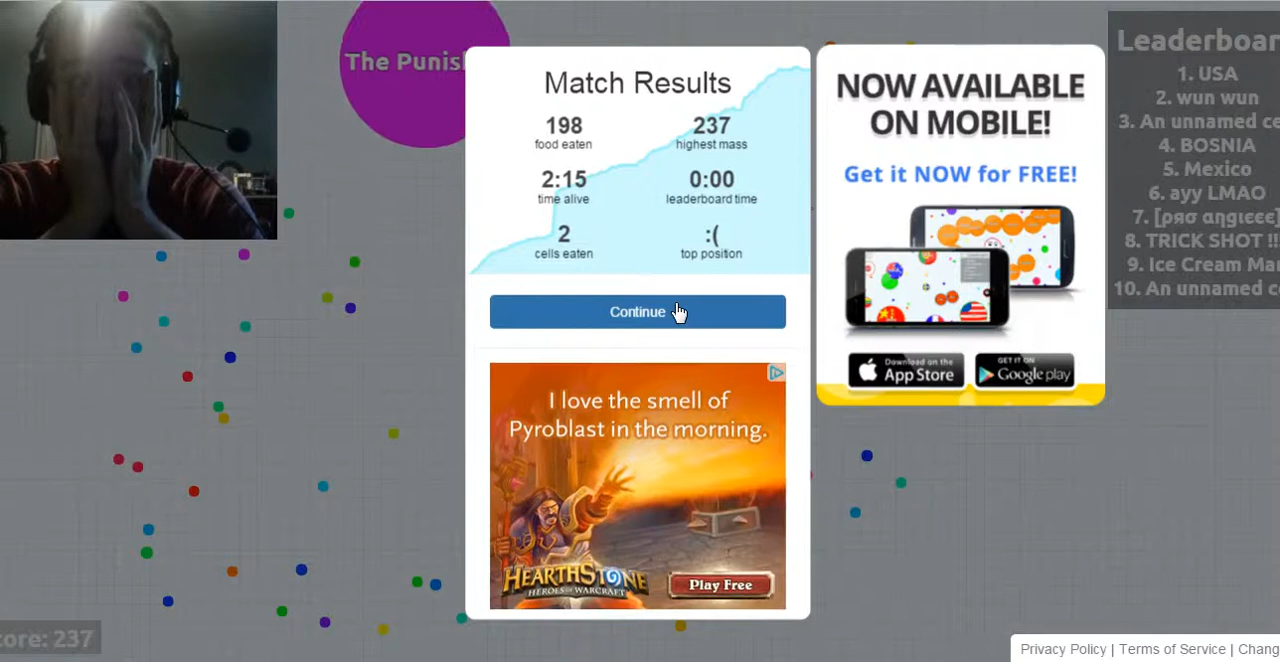 The Punis
Match Results
198
food eaten
237
highest mass
2:15
time alive
0:00
leaderboard time
2
cells eaten
:(
top position
Continue
I love the smell of
Pyroblast in the morning.
HEARTHSTONE
HEROES OF WARCRAFT
Play Free
NOW AVAILABLE
ON MOBILE!
Get it NOW for FREE!
Download on the
App Store
GET IT ON
Google play
Leaderboar
1. USA
2. wun wun
3. An unnamed ce
4. BOSNIA
5. Mexico
6. ayy LMAO
7. [ρяσ αηgιєєє]
8. TRICK SHOT !!
9. Ice Cream Ma
10. An unnamed ce
core: 237
Privacy Policy | Terms of Service | Chang